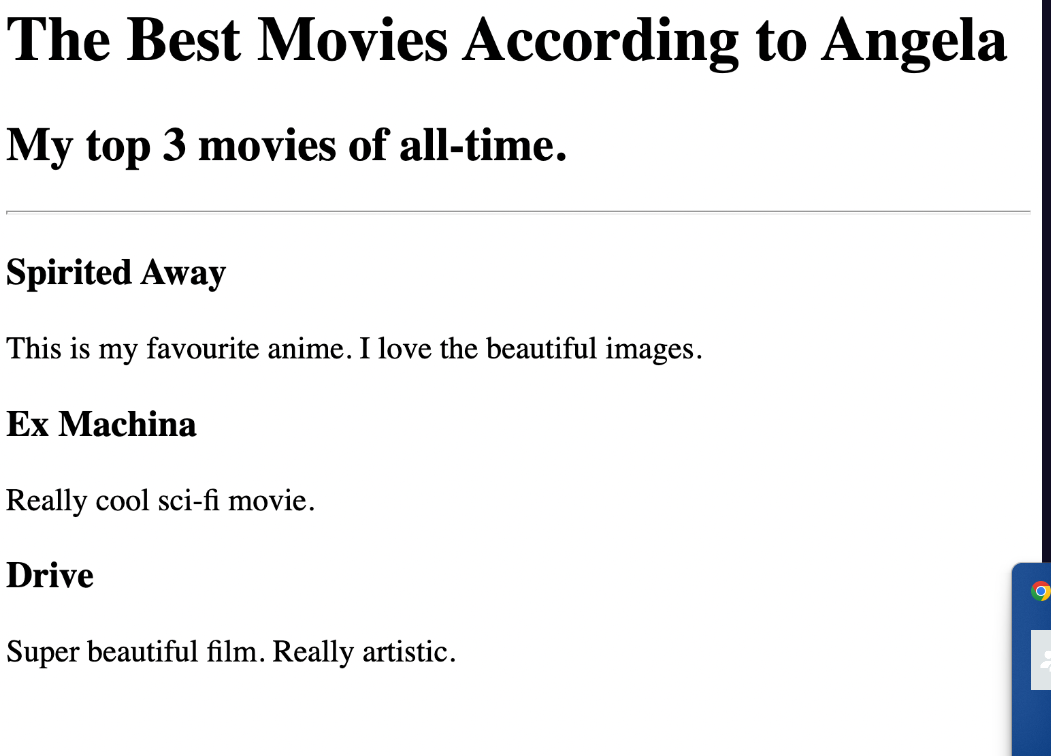 The Best Movies According to Angela
My top 3 movies of all-time.
Spirited Away
This is my favourite anime. I love the beautiful images.
Ex Machina
Really cool sci-fi movie.
Drive
Super beautiful film. Really artistic.